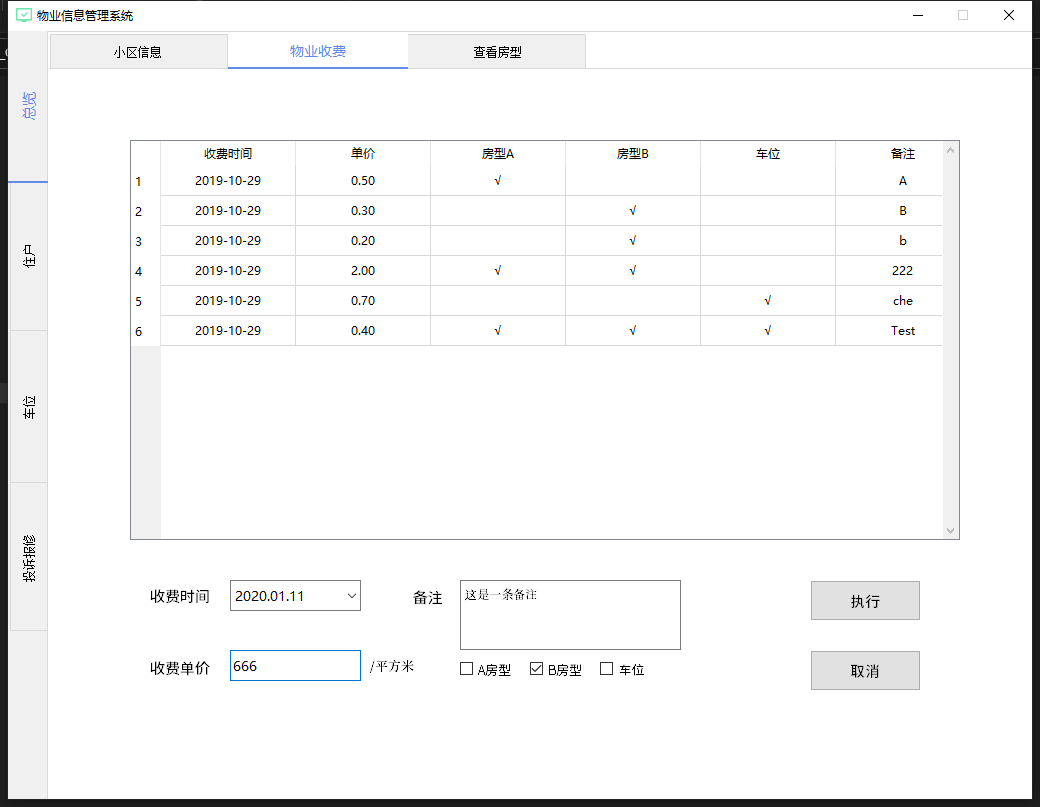 物业信息管理系统
小区信息 物业收费 查看房型
总览
住户
车位
投诉报修
收费时间 单价 房型A 房型B 车位 备注
1 2019-10-29 0.50 √ A
2 2019-10-29 0.30 √ B
3 2019-10-29 0.20 √ b
4 2019-10-29 2.00 √ √ 222
5 2019-10-29 0.70 √ che
6 2019-10-29 0.40 √ √ √ Test
收费时间 2020.01.11 备注 这是一条备注 执行
收费单价 666 /平方米 A房型 B房型 车位 取消